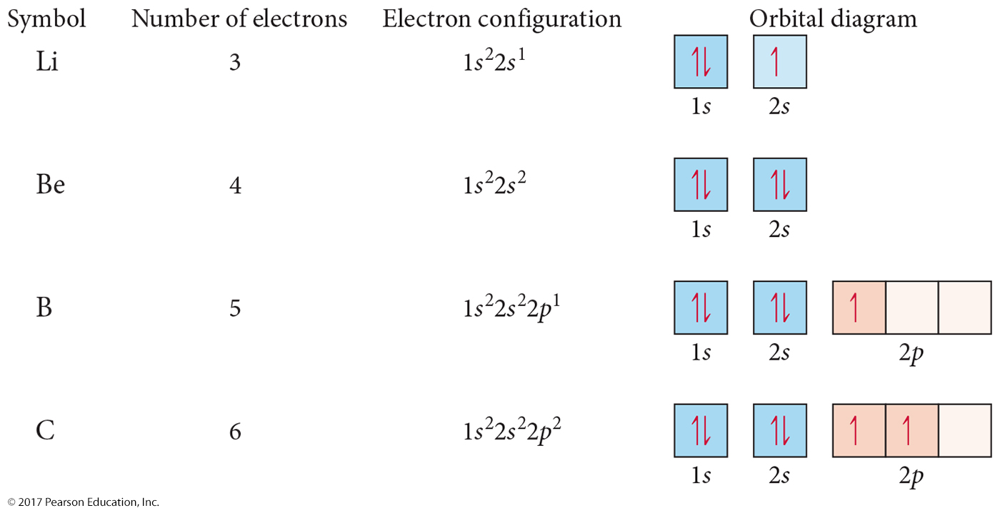 Symbol Number of electrons Electron configuration Orbital diagram
Li 3 1s²2s¹ ↿⇂ ↿
1s 2s
Be 4 1s²2s² ↿⇂ ↿⇂
1s 2s
B 5 1s²2s²2p¹ ↿⇂ ↿⇂ ↿
1s 2s 2p
C 6 1s²2s²2p² ↿⇂ ↿⇂ ↿ ↿
1s 2s 2p
© 2017 Pearson Education, Inc.